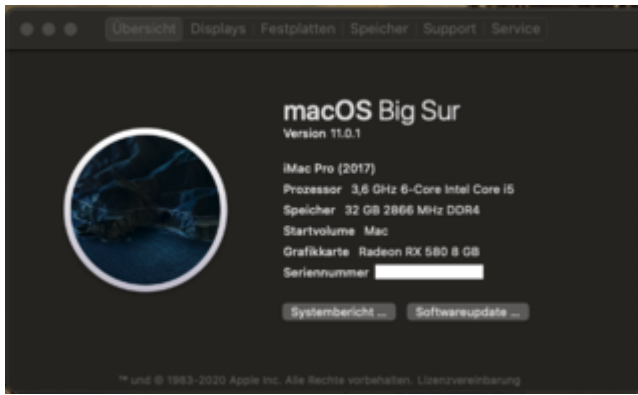 Übersicht Displays Festplatten Speicher Support Service
macOS Big Sur
Version 11.0.1
iMac Pro (2017)
Prozessor 3,6 GHz 6-Core Intel Core i5
Speicher 32 GB 2866 MHz DDR4
Startvolume Mac
Grafikkarte Radeon RX 580 8 GB
Seriennummer
Systembericht ...
Softwareupdate ...
™ und © 1983-2020 Apple Inc. Alle Rechte vorbehalten. Lizenzvereinbarung